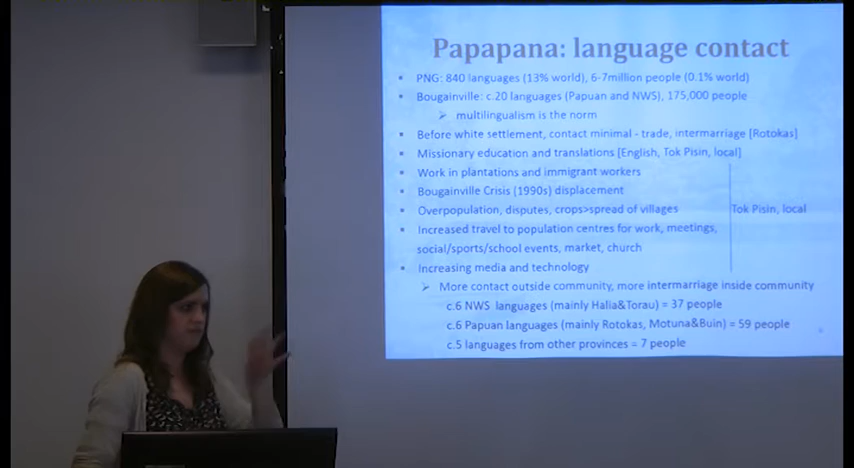 Papapana: language contact
• PNG: 840 languages (13% world), 6-7million people (0.1% world)
• Bougainville: c.20 languages (Papuan and NWS), 175,000 people
➢ multilingualism is the norm
• Before white settlement, contact minimal - trade, intermarriage [Rotokas]
• Missionary education and translations [English, Tok Pisin, local]
• Work in plantations and immigrant workers
• Bougainville Crisis (1990s) displacement
• Overpopulation, disputes, crops>spread of villages
Tok Pisin, local
• Increased travel to population centres for work, meetings,
social/sports/school events, market, church
• Increasing media and technology
➢ More contact outside community, more intermarriage inside community
c.6 NWS languages (mainly Halia&Torau) = 37 people
c.6 Papuan languages (mainly Rotokas, Motuna&Buin) = 59 people
c.5 languages from other provinces = 7 people